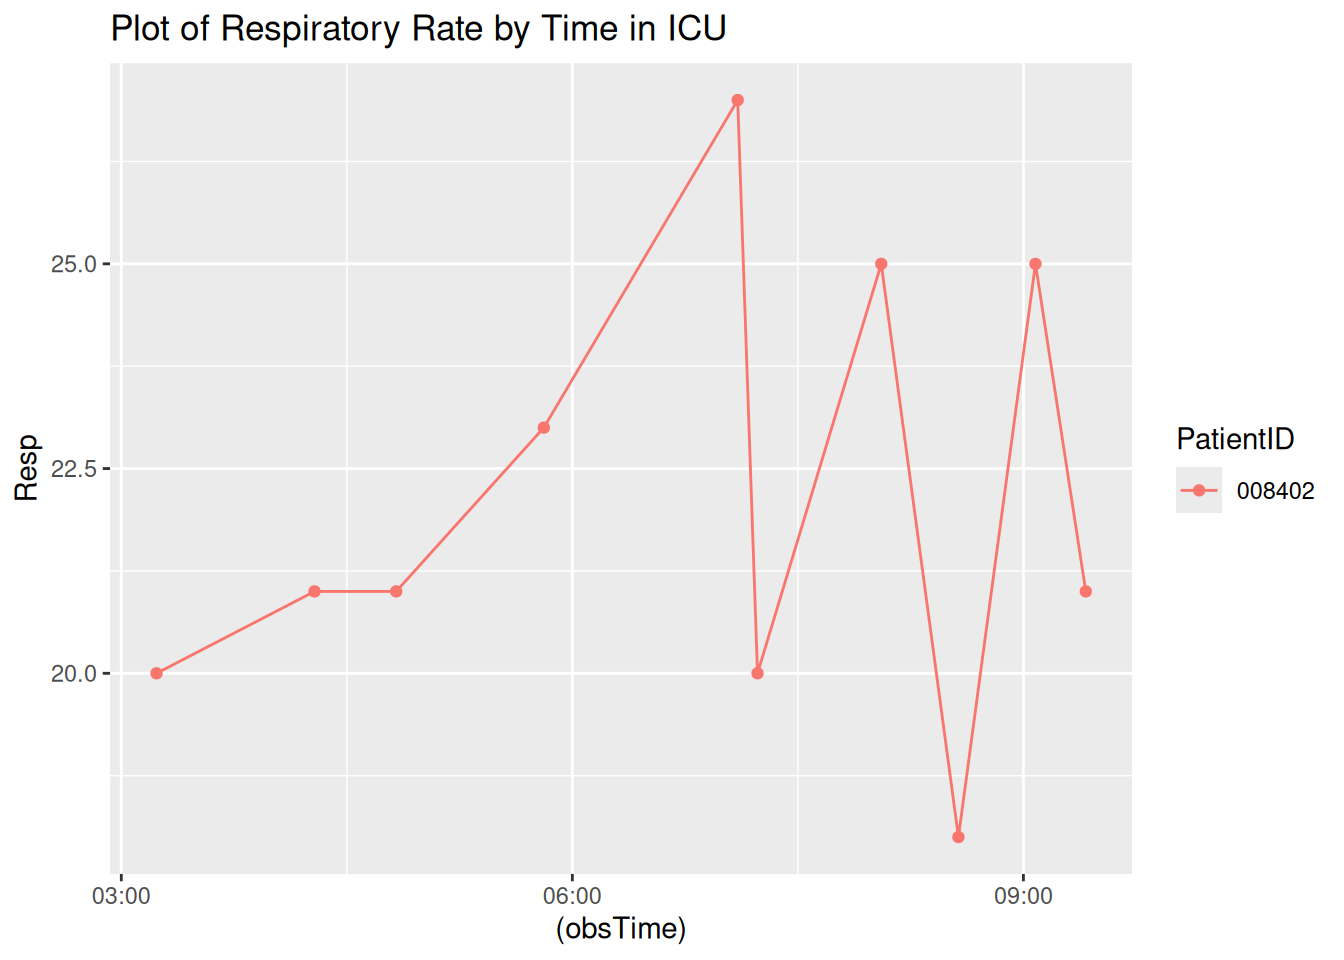 Plot of Respiratory Rate by Time in ICU
Resp
25.0
22.5
20.0
03:00 06:00 09:00
(obsTime)
PatientID
008402